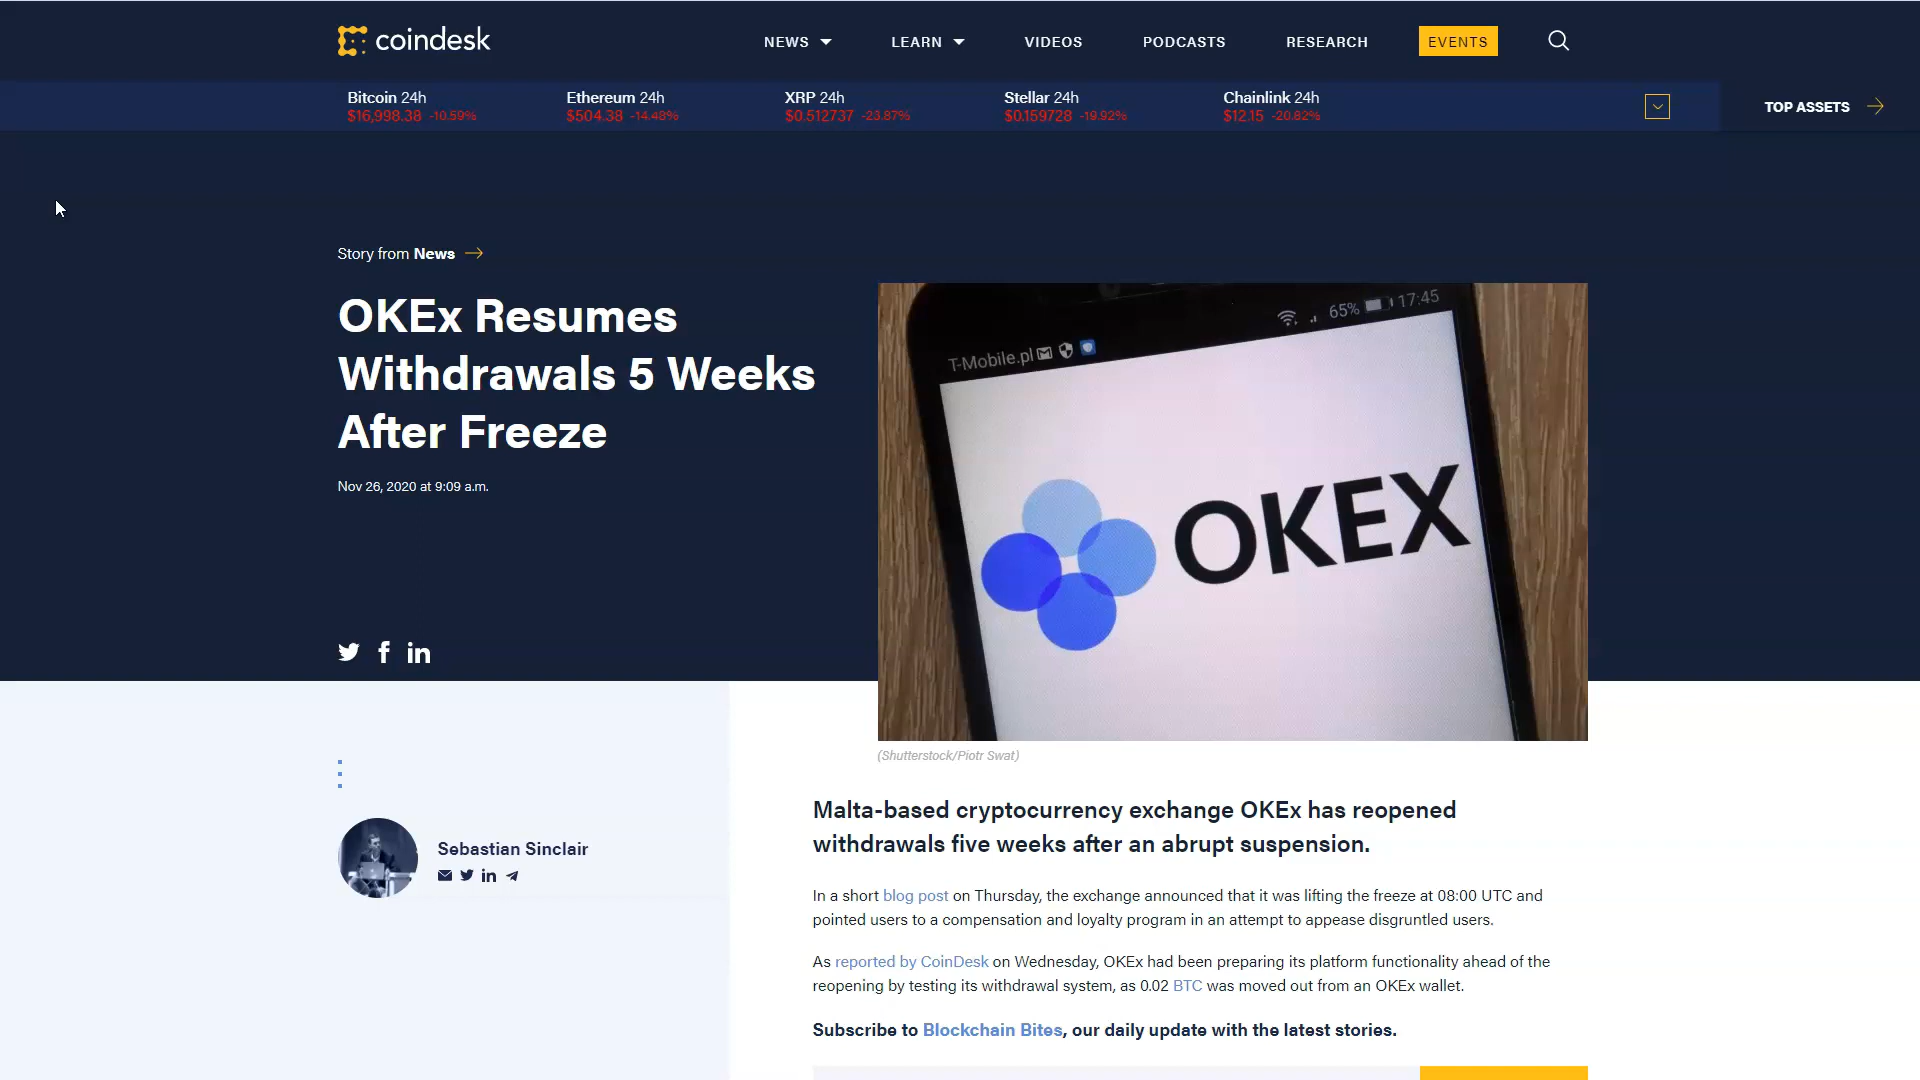 coindesk
NEWS
LEARN
VIDEOS
PODCASTS
RESEARCH
EVENTS
Bitcoin 24h
$16,998.38 -10.59%
Ethereum 24h
$504.38 -14.48%
XRP 24h
$0.512737 -23.87%
Stellar 24h
$0.159728 -19.92%
Chainlink 24h
$12.15 -20.82%
TOP ASSETS
Story from News
OKEx Resumes
Withdrawals 5 Weeks
After Freeze
Nov 26, 2020 at 9:09 a.m.
T-Mobile.pl
65% 17:45
OKEX
(Shutterstock/Piotr Swat)
Sebastian Sinclair
Malta-based cryptocurrency exchange OKEx has reopened
withdrawals five weeks after an abrupt suspension.
In a short blog post on Thursday, the exchange announced that it was lifting the freeze at 08:00 UTC and
pointed users to a compensation and loyalty program in an attempt to appease disgruntled users.
As reported by CoinDesk on Wednesday, OKEx had been preparing its platform functionality ahead of the
reopening by testing its withdrawal system, as 0.02 BTC was moved out from an OKEx wallet.
Subscribe to Blockchain Bites, our daily update with the latest stories.